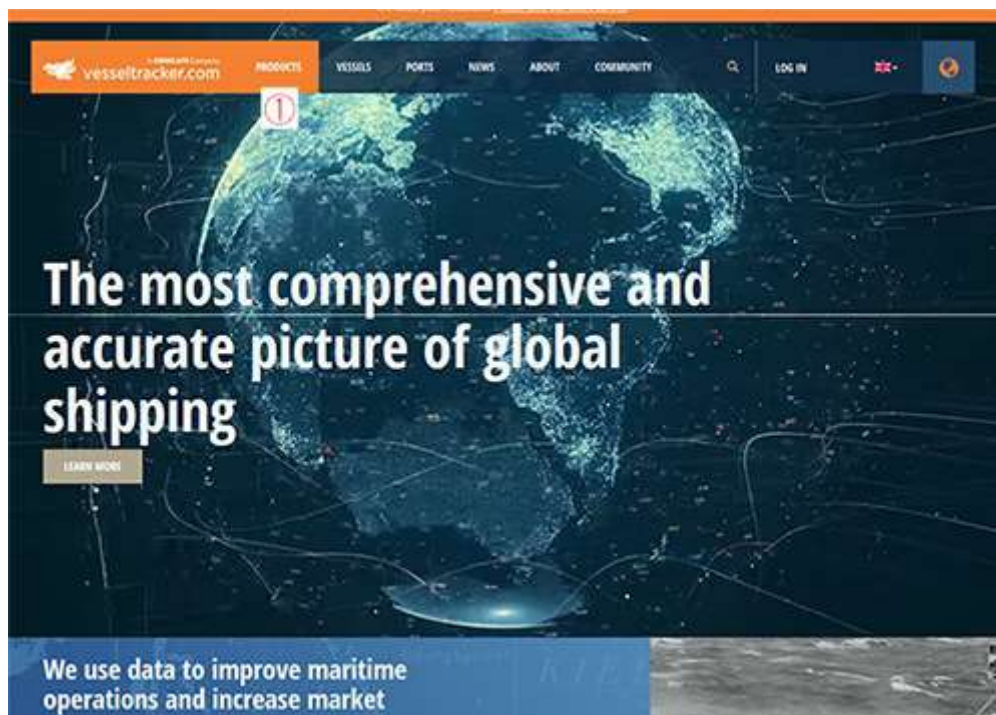 vesseltracker.com
PRODUCTS
VESSELS
PORTS
NEWS
ABOUT
COMMUNITY
LOG IN
①
The most comprehensive and
accurate picture of global
shipping
LEARN MORE
We use data to improve maritime
operations and increase market